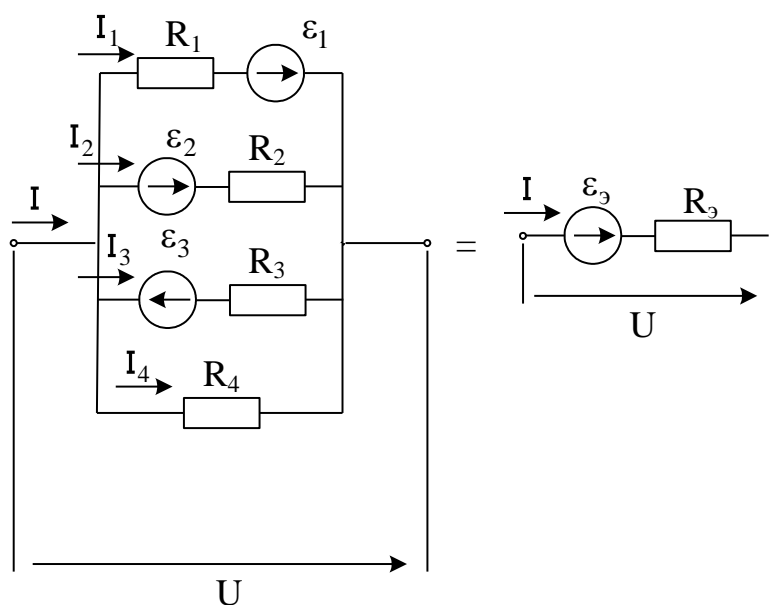 I₁ R₁ ε₁
I₂ ε₂ R₂
I ε₃
I₃ R₃
I₄ R₄
U
=
I εэ Rэ
U